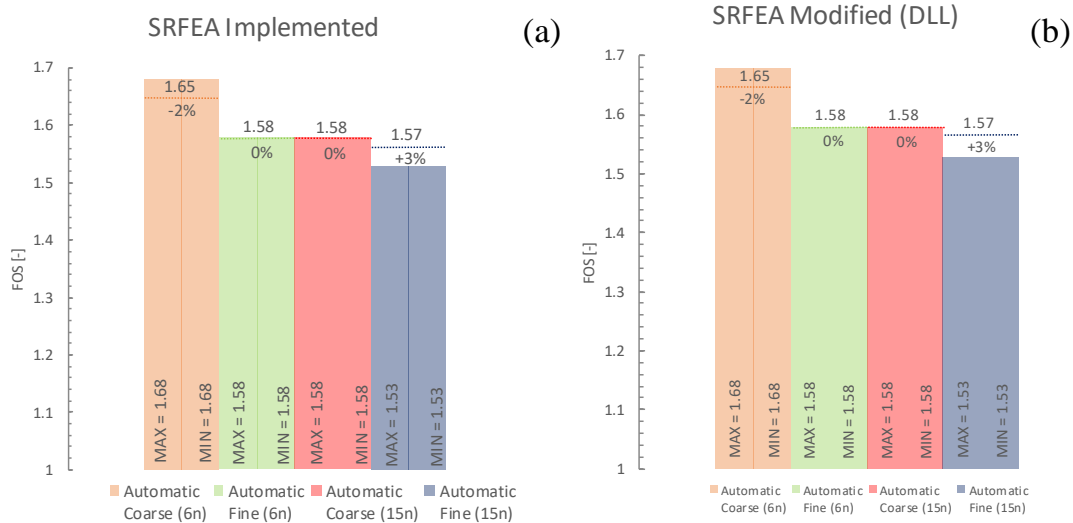 SRFEA Implemented
(a)
1.7
1.6
1.5
1.4
1.3
1.2
1.1
1
FOS [-]
1.65
-2%
1.58
0%
1.58
0%
1.57
+3%
MAX = 1.68
MIN = 1.68
MAX = 1.58
MIN = 1.58
MAX = 1.58
MIN = 1.58
MAX = 1.53
MIN = 1.53
Automatic
Coarse (6n)
Automatic
Fine (6n)
Automatic
Coarse (15n)
Automatic
Fine (15n)
SRFEA Modified (DLL)
(b)
1.7
1.6
1.5
1.4
1.3
1.2
1.1
1
FOS [-]
1.65
-2%
1.58
0%
1.58
0%
1.57
+3%
MAX = 1.68
MIN = 1.68
MAX = 1.58
MIN = 1.58
MAX = 1.58
MIN = 1.58
MAX = 1.53
MIN = 1.53
Automatic
Coarse (6n)
Automatic
Fine (6n)
Automatic
Coarse (15n)
Automatic
Fine (15n)